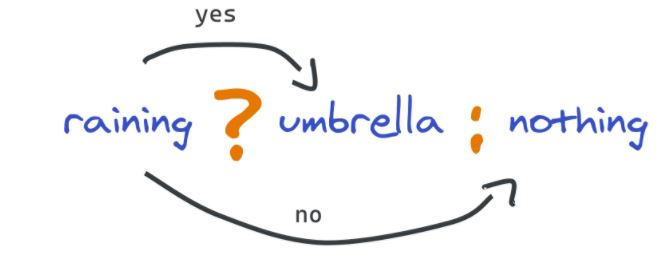 yes
raining ? umbrella : nothing
no